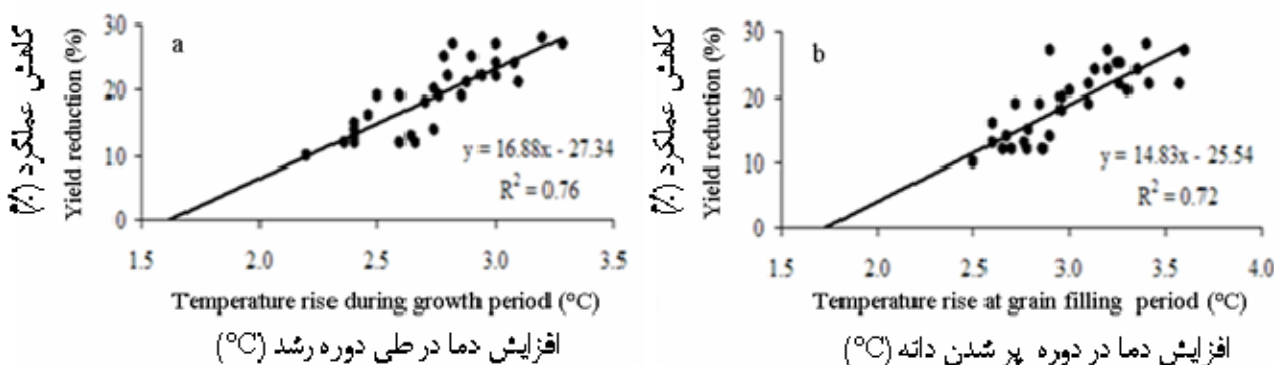 a
کاهش عملکرد (٪)
Yield reduction (%)
30
20
10
0
y = 16.88x - 27.34
R² = 0.76
1.5 2.0 2.5 3.0 3.5
Temperature rise during growth period (°C)
افزایش دما در طی دوره رشد (°C)
b
کاهش عملکرد (٪)
Yield reduction (%)
30
20
10
0
y = 14.83x - 25.54
R² = 0.72
1.5 2.0 2.5 3.0 3.5 4.0
Temperature rise at grain filling period (°C)
افزایش دما در دوره پر شدن دانه (°C)